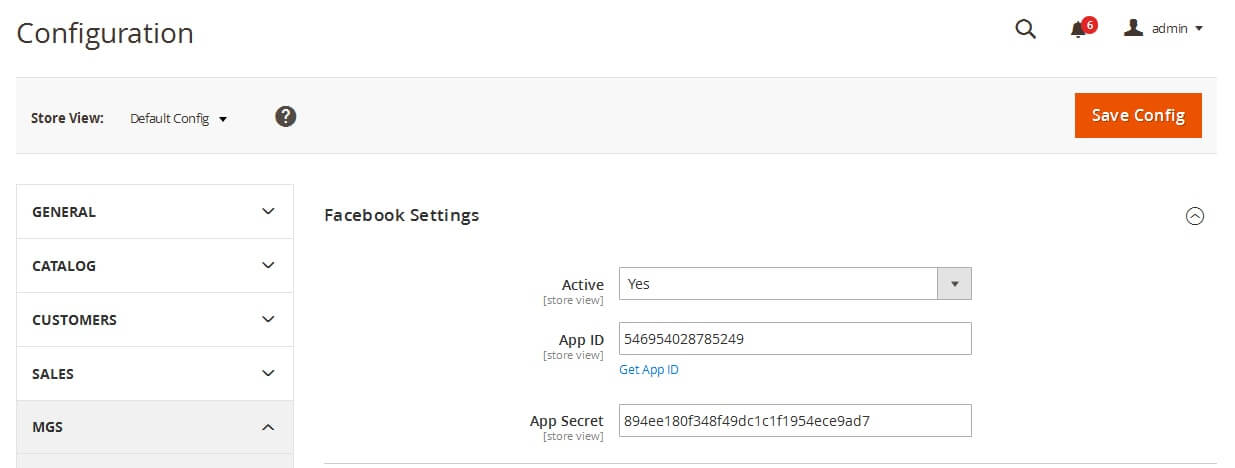 Configuration
6
admin
Store View: Default Config ?
Save Config
GENERAL
CATALOG
CUSTOMERS
SALES
MGS
Facebook Settings
Active
[store view]
Yes
App ID
[store view]
546954028785249
Get App ID
App Secret
[store view]
894ee180f348f49dc1c1f1954ece9ad7